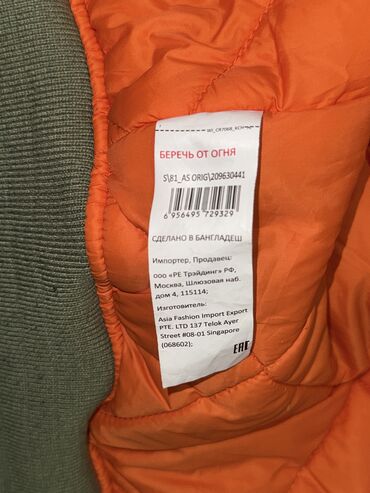 БЕРЕЧЬ ОТ ОГНЯ
S\81_AS ORIG\209630441
6 956495 729329
СДЕЛАНО В БАНГЛАДЕШ
Импортер, Продавец:
ооо «РЕ Трэйдинг» РФ,
Москва, Шлюзовая наб.
дом 4, 115114;
Изготовитель:
Asia Fashion Import Export
PTE. LTD 137 Telok Ayer
Street #08-01 Singapore
(068602);
EAC